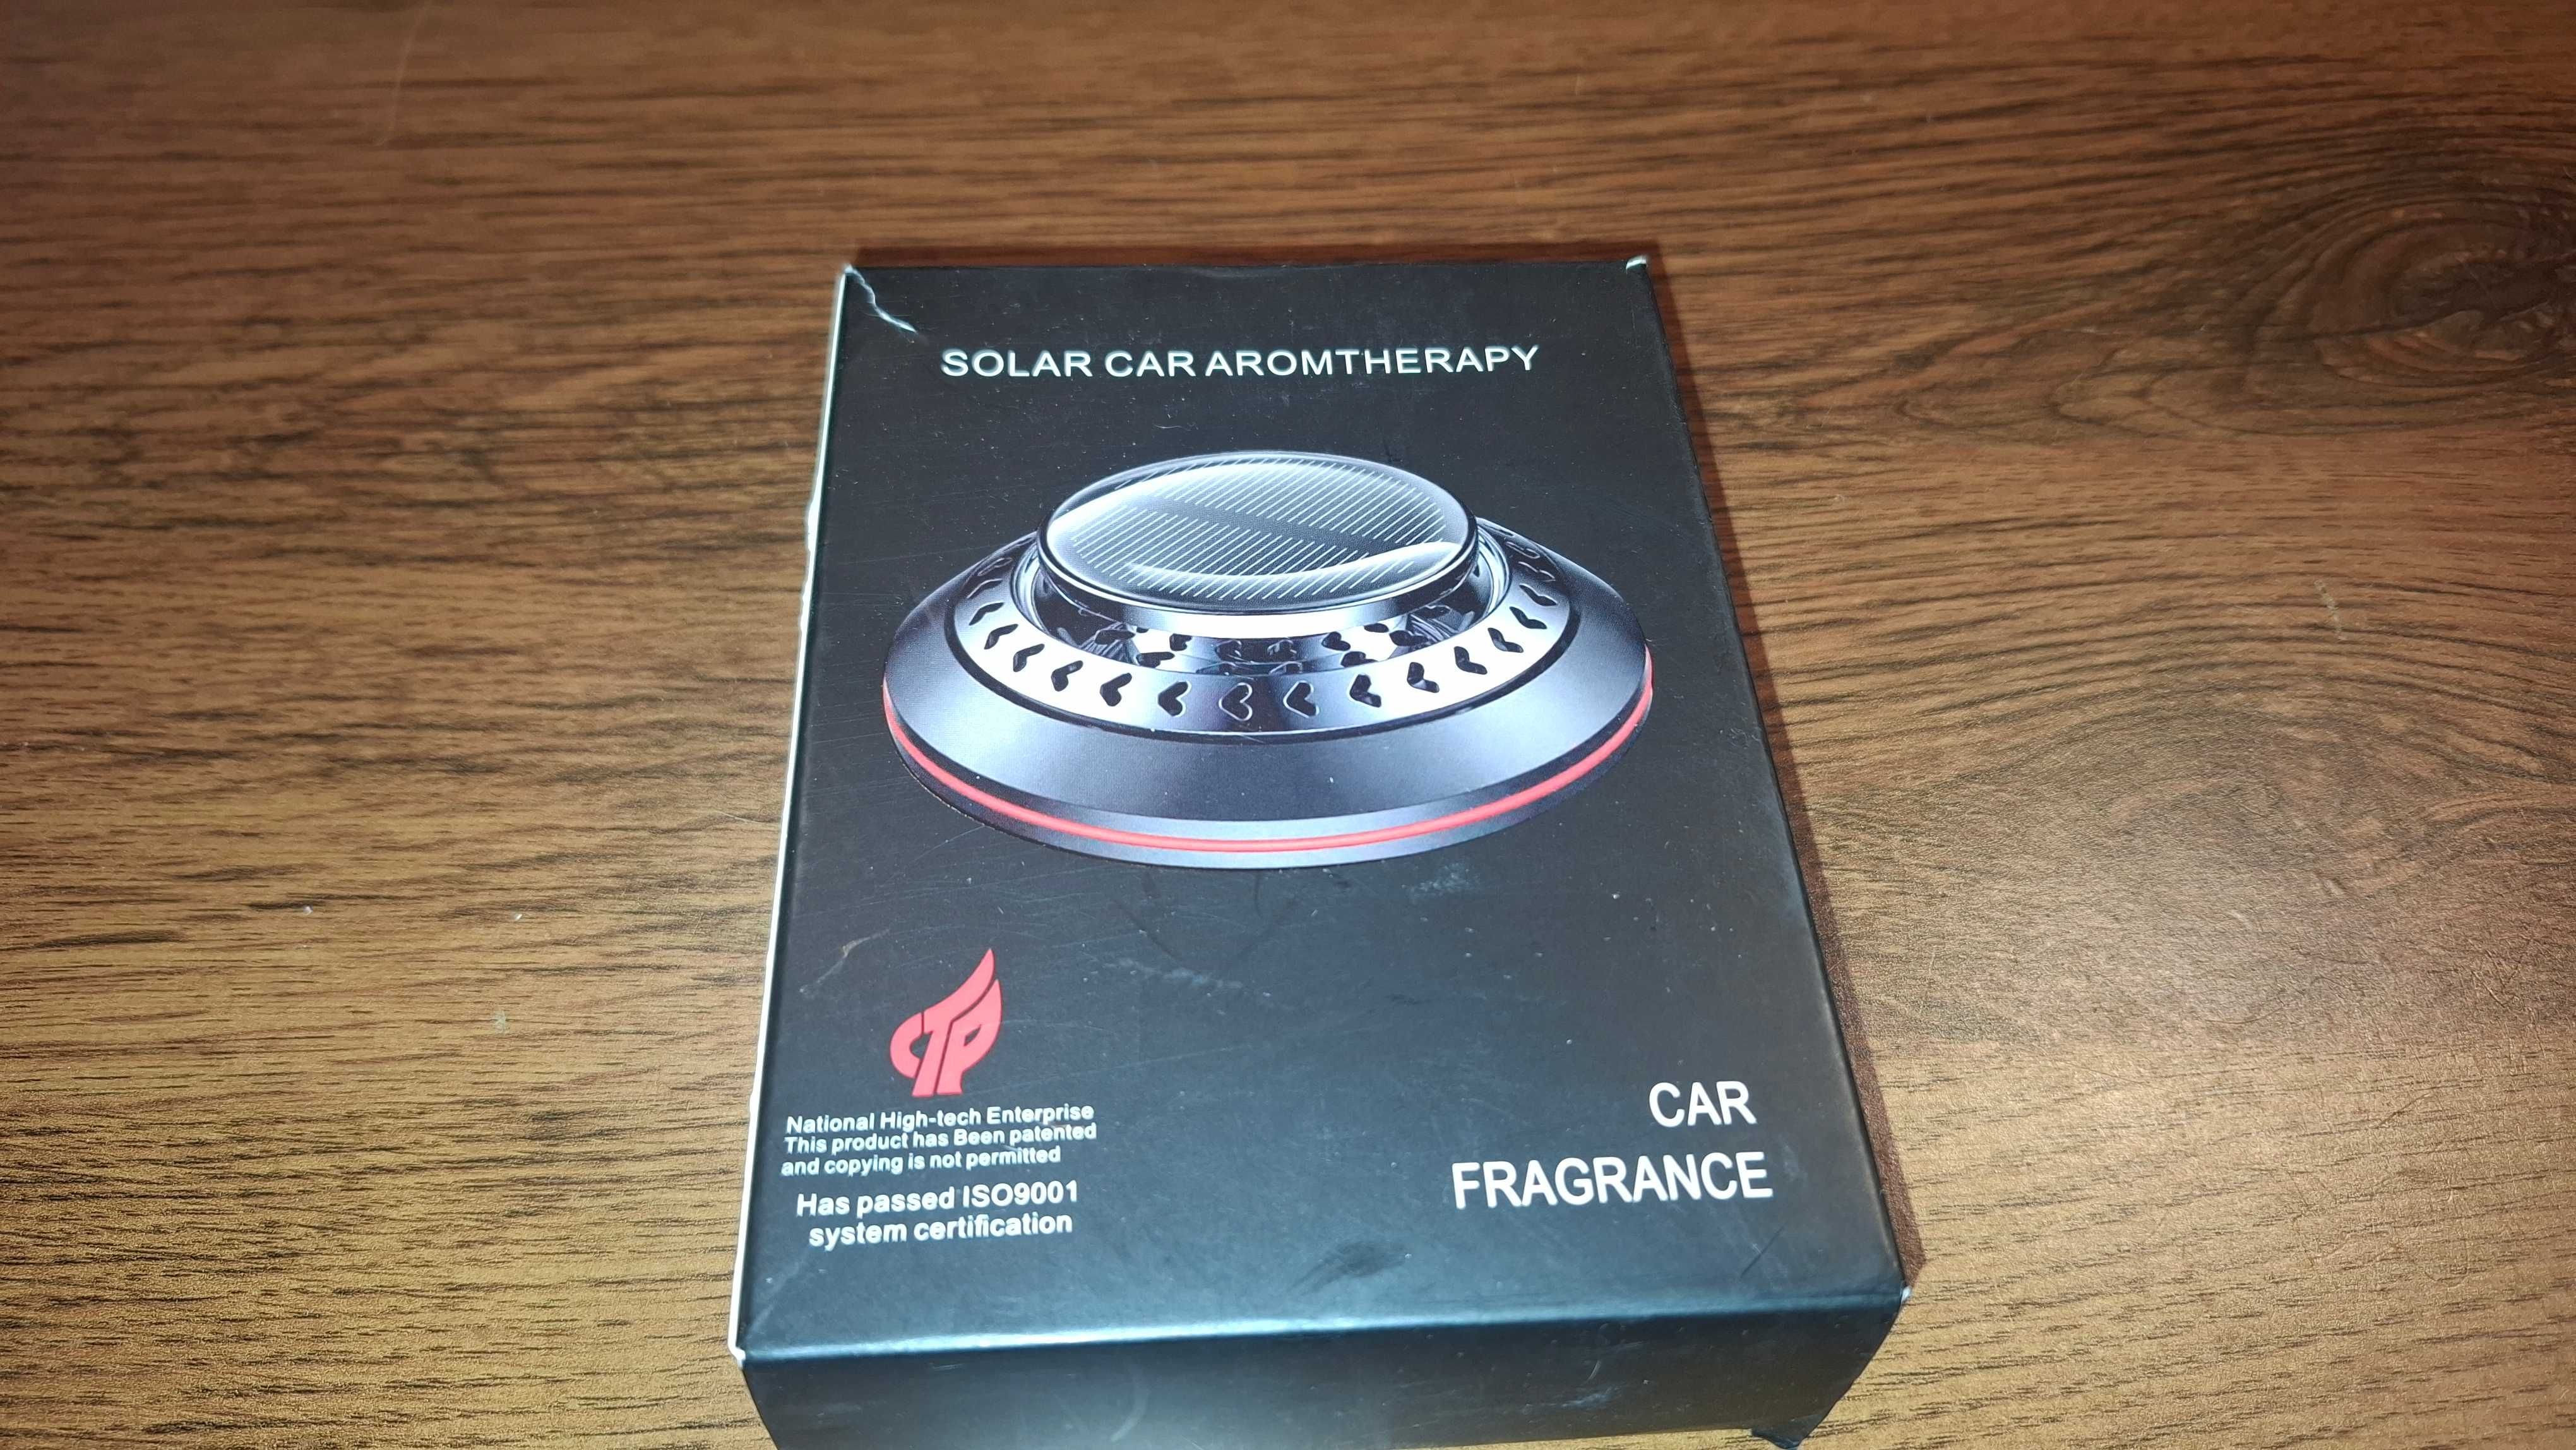 SOLAR CAR AROMTHERAPY
CTP
National High-tech Enterprise
This product has Been patented
and copying is not permitted
Has passed ISO9001
system certification
CAR
FRAGRANCE